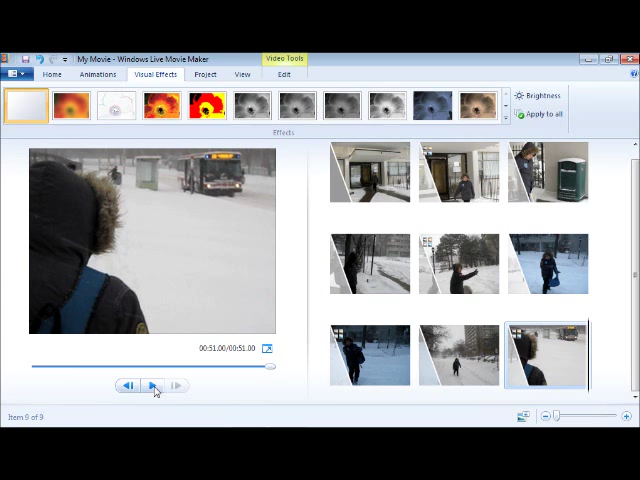 My Movie - Windows Live Movie Maker
Video Tools
Home
Animations
Visual Effects
Project
View
Edit
Brightness
Apply to all
Effects
00:51.00/00:51.00
Item 9 of 9